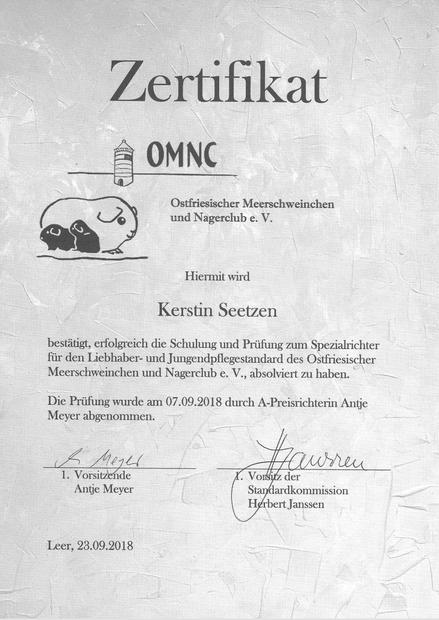 Zertifikat
OMNC
Ostfriesischer Meerschweinchen
und Nagerclub e. V.
Hiermit wird
Kerstin Seetzen
bestätigt, erfolgreich die Schulung und Prüfung zum Spezialrichter
für den Liebhaber- und Jungendpflegestandard des Ostfriesischer
Meerschweinchen und Nagerclub e. V., absolviert zu haben.
Die Prüfung wurde am 07.09.2018 durch A-Preisrichterin Antje
Meyer abgenommen.
A. Meyer
HJanssen
1. Vorsitzende
Antje Meyer
1. Vorsitz der
Standardkommission
Herbert Janssen
Leer, 23.09.2018